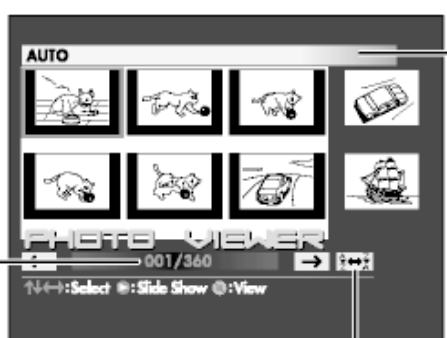 AUTO
PHOTO VIEWER
← 001/360 →
↑↓←→:Select ▶:Slide Show ◎:View